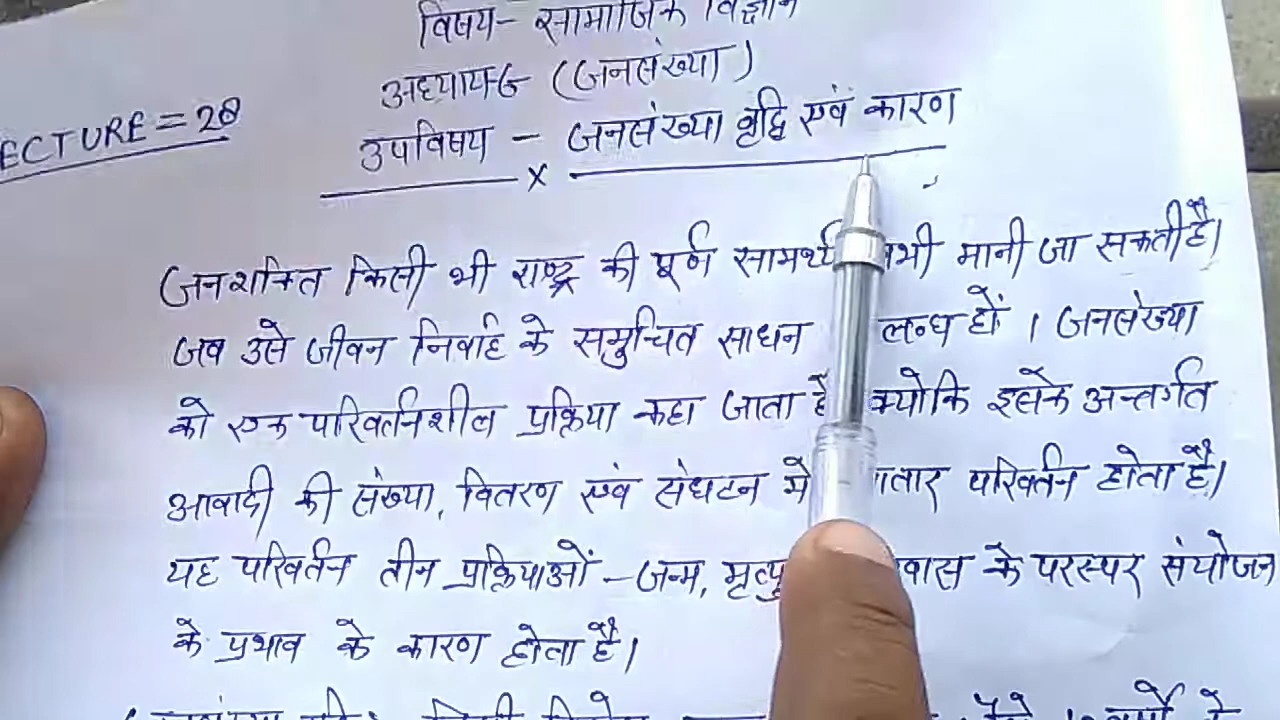 विषय- सामाजिक विज्ञान
अध्याय-6 (जनसंख्या)
ECTURE = 28
उपविषय - जनसंख्या वृद्धि एवं कारण
x
जनशक्ति किसी भी राष्ट्र की पूर्ण सामर्थ्य भी मानी जा सकती है।
जब उसे जीवन निर्वाह के समुचित साधन लब्ध हों। जनसंख्या
को एक परिवर्तनशील प्रक्रिया कहा जाता है क्योकि इसके अन्तर्गत
आबादी की संख्या, वितरण एवं संघटन मे ातार परिवर्तन होता है।
यह परिवर्तन तीन प्रक्रियाओं - जन्म, मृत्यु वास के परस्पर संयोजन
के प्रभाव के कारण होता है।